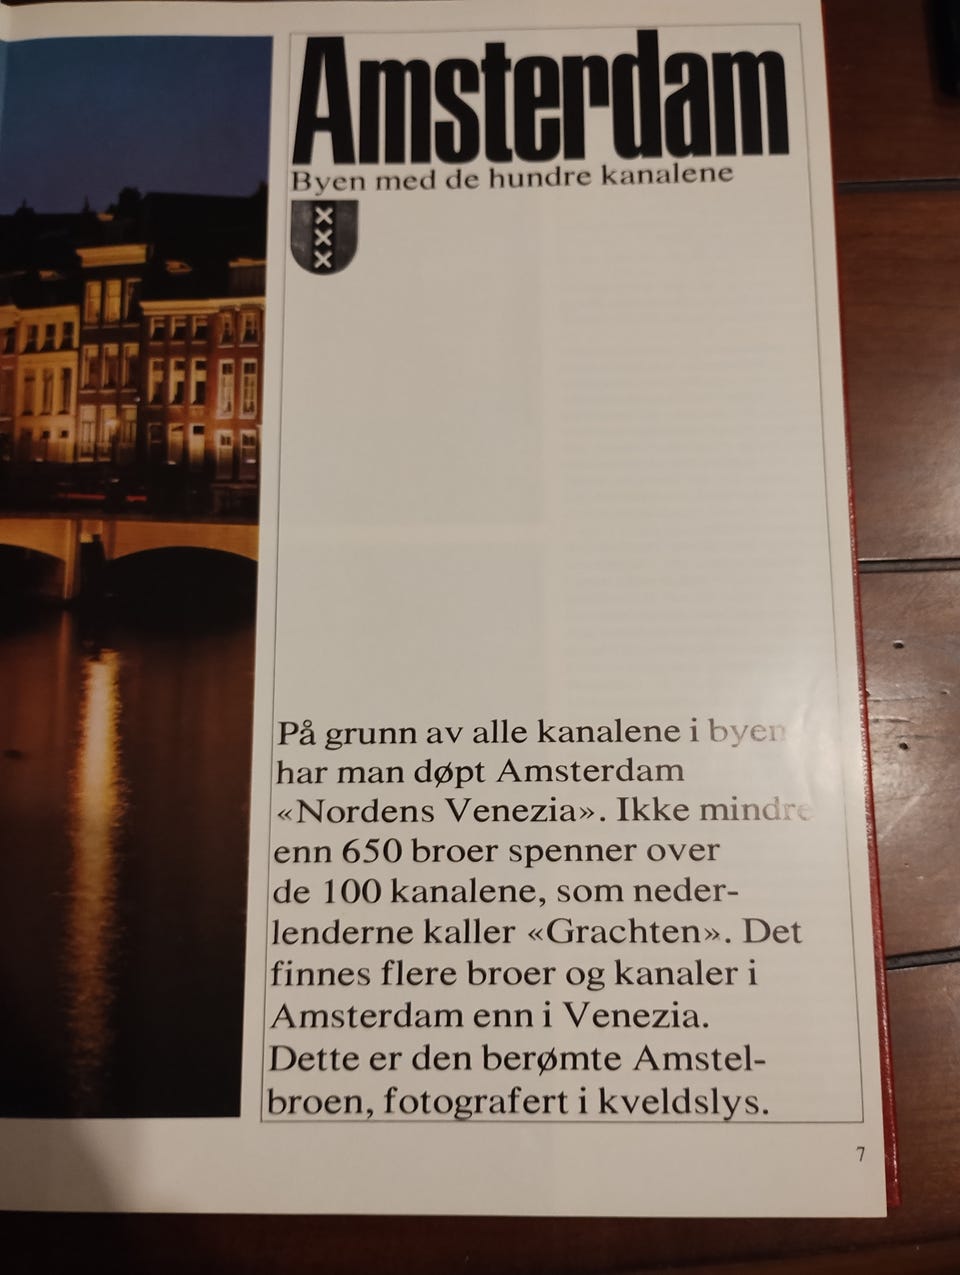 Amsterdam
Byen med de hundre kanalene
XXX
På grunn av alle kanalene i byen
har man døpt Amsterdam
«Nordens Venezia». Ikke mindre
enn 650 broer spenner over
de 100 kanalene, som neder-
lenderne kaller «Grachten». Det
finnes flere broer og kanaler i
Amsterdam enn i Venezia.
Dette er den berømte Amstel-
broen, fotografert i kveldslys.
7